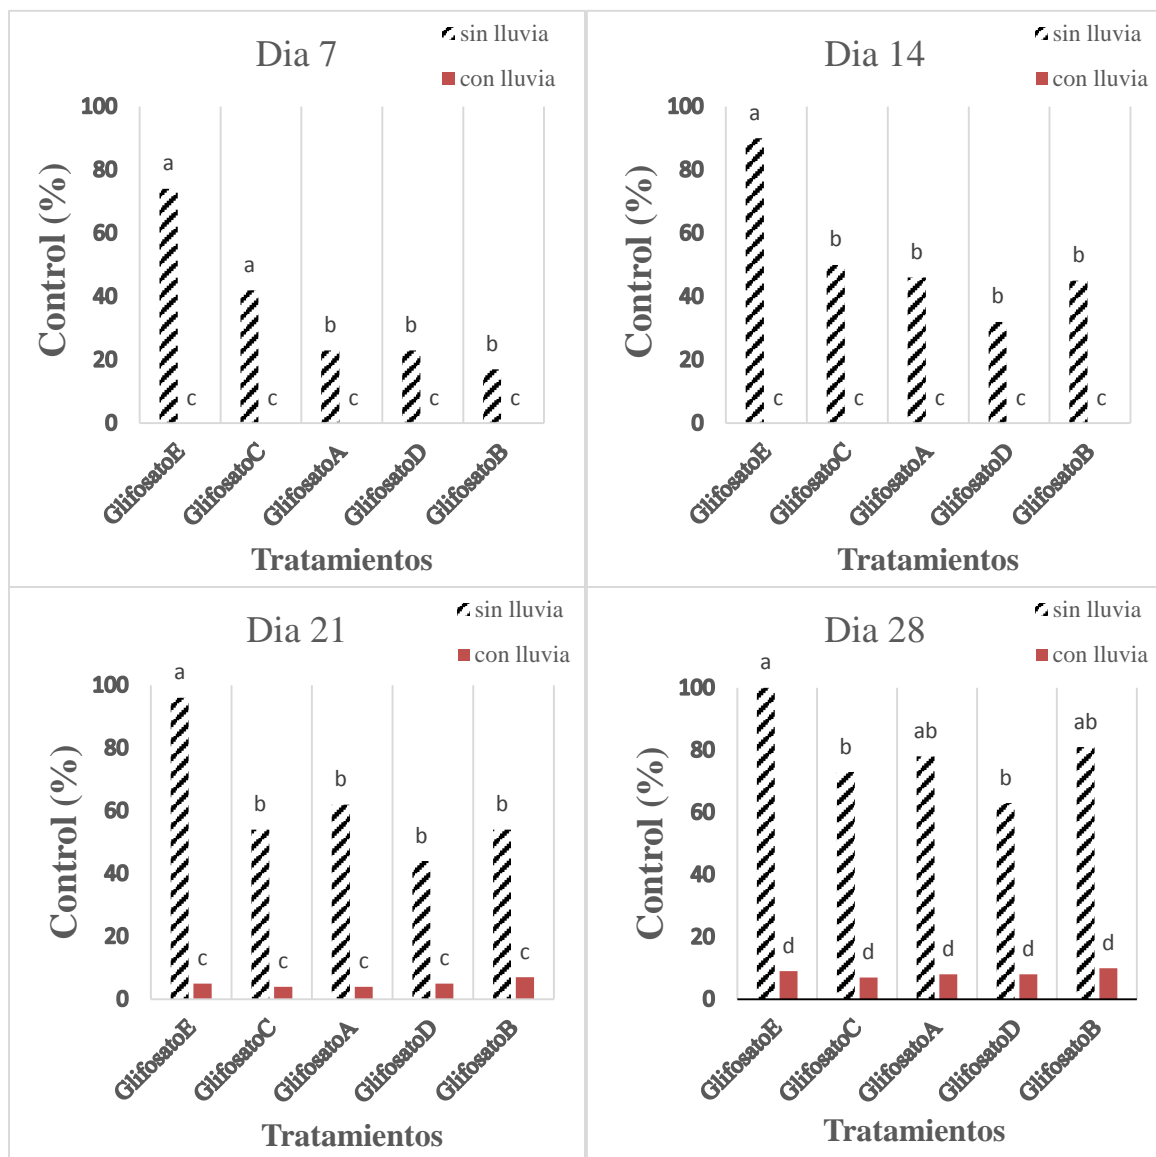 Dia 7
sin lluvia
con lluvia
Control (%)
100
80
60
40
20
0
a
a
b
b
b
c
c
c
c
c
GlifosatoE
GlifosatoC
GlifosatoA
GlifosatoD
GlifosatoB
Tratamientos
Dia 14
sin lluvia
con lluvia
Control (%)
100
80
60
40
20
0
a
b
b
b
b
c
c
c
c
c
GlifosatoE
GlifosatoC
GlifosatoA
GlifosatoD
GlifosatoB
Tratamientos
Dia 21
sin lluvia
con lluvia
Control (%)
100
80
60
40
20
0
a
b
b
b
b
c
c
c
c
c
GlifosatoE
GlifosatoC
GlifosatoA
GlifosatoD
GlifosatoB
Tratamientos
Dia 28
sin lluvia
con lluvia
Control (%)
100
80
60
40
20
0
a
b
ab
b
ab
d
d
d
d
d
GlifosatoE
GlifosatoC
GlifosatoA
GlifosatoD
GlifosatoB
Tratamientos